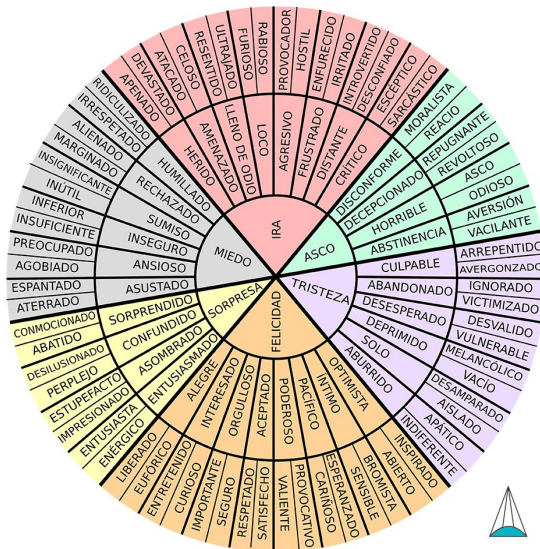 IRA
HERIDO
AMENAZADO
LLENO DE ODIO
LOCO
AGRESIVO
FRUSTRADO
DISTANTE
CRÍTICO
APENADO
DEVASTADO
ATACADO
CELOSO
RESENTIDO
ULTRAJADO
FURIOSO
RABIOSO
PROVOCADOR
HOSTIL
ENFURECIDO
IRRITADO
INTROVERTIDO
DESCONFIADO
ESCÉPTICO
SARCÁSTICO
ASCO
DISCONFORME
DECEPCIONADO
HORRIBLE
ABSTINENCIA
MORALISTA
REACIO
REPUGNANTE
REVOLTOSO
ASCO
ODIOSO
AVERSIÓN
VACILANTE
TRISTEZA
CULPABLE
ABANDONADO
DESESPERADO
DEPRIMIDO
SOLO
ABURRIDO
ARREPENTIDO
AVERGONZADO
IGNORADO
VICTIMIZADO
DESVALIDO
VULNERABLE
MELANCÓLICO
VACÍO
DESAMPARADO
AISLADO
APÁTICO
INDIFERENTE
FELICIDAD
OPTIMISTA
ÍNTIMO
PACÍFICO
PODEROSO
ACEPTADO
ORGULLOSO
INTERESADO
ALEGRE
INSPIRADO
ABIERTO
BROMISTA
SENSIBLE
ESPERANZADO
CARIÑOSO
PROVOCATIVO
VALIENTE
SATISFECHO
RESPETADO
SEGURO
IMPORTANTE
CURIOSO
ENTRETENIDO
EUFÓRICO
LIBERADO
SORPRESA
ENTUSIASMADO
ASOMBRADO
CONFUNDIDO
SORPRENDIDO
ENÉRGICO
ENTUSIASTA
IMPRESIONADO
ESTUPEFACTO
PERPLEJO
DESILUSIONADO
ABATIDO
CONMOCIONADO
MIEDO
ASUSTADO
ANSIOSO
INSEGURO
SUMISO
RECHAZADO
HUMILLADO
ATERRADO
ESPANTADO
AGOBIADO
PREOCUPADO
INSUFICIENTE
INFERIOR
INÚTIL
INSIGNIFICANTE
MARGINADO
ALIENADO
IRRESPETADO
RIDICULIZADO